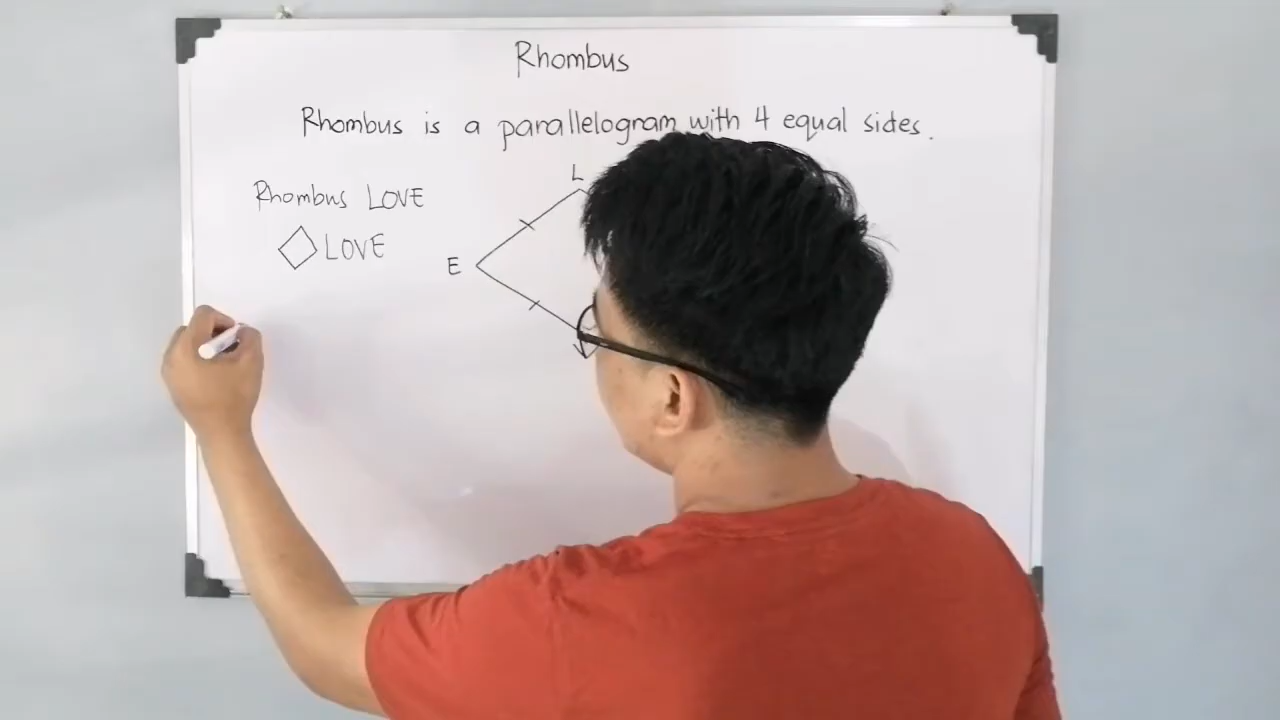 Rhombus
Rhombus is a parallelogram with 4 equal sides.
Rhombus LOVE
LOVE
L
E
V